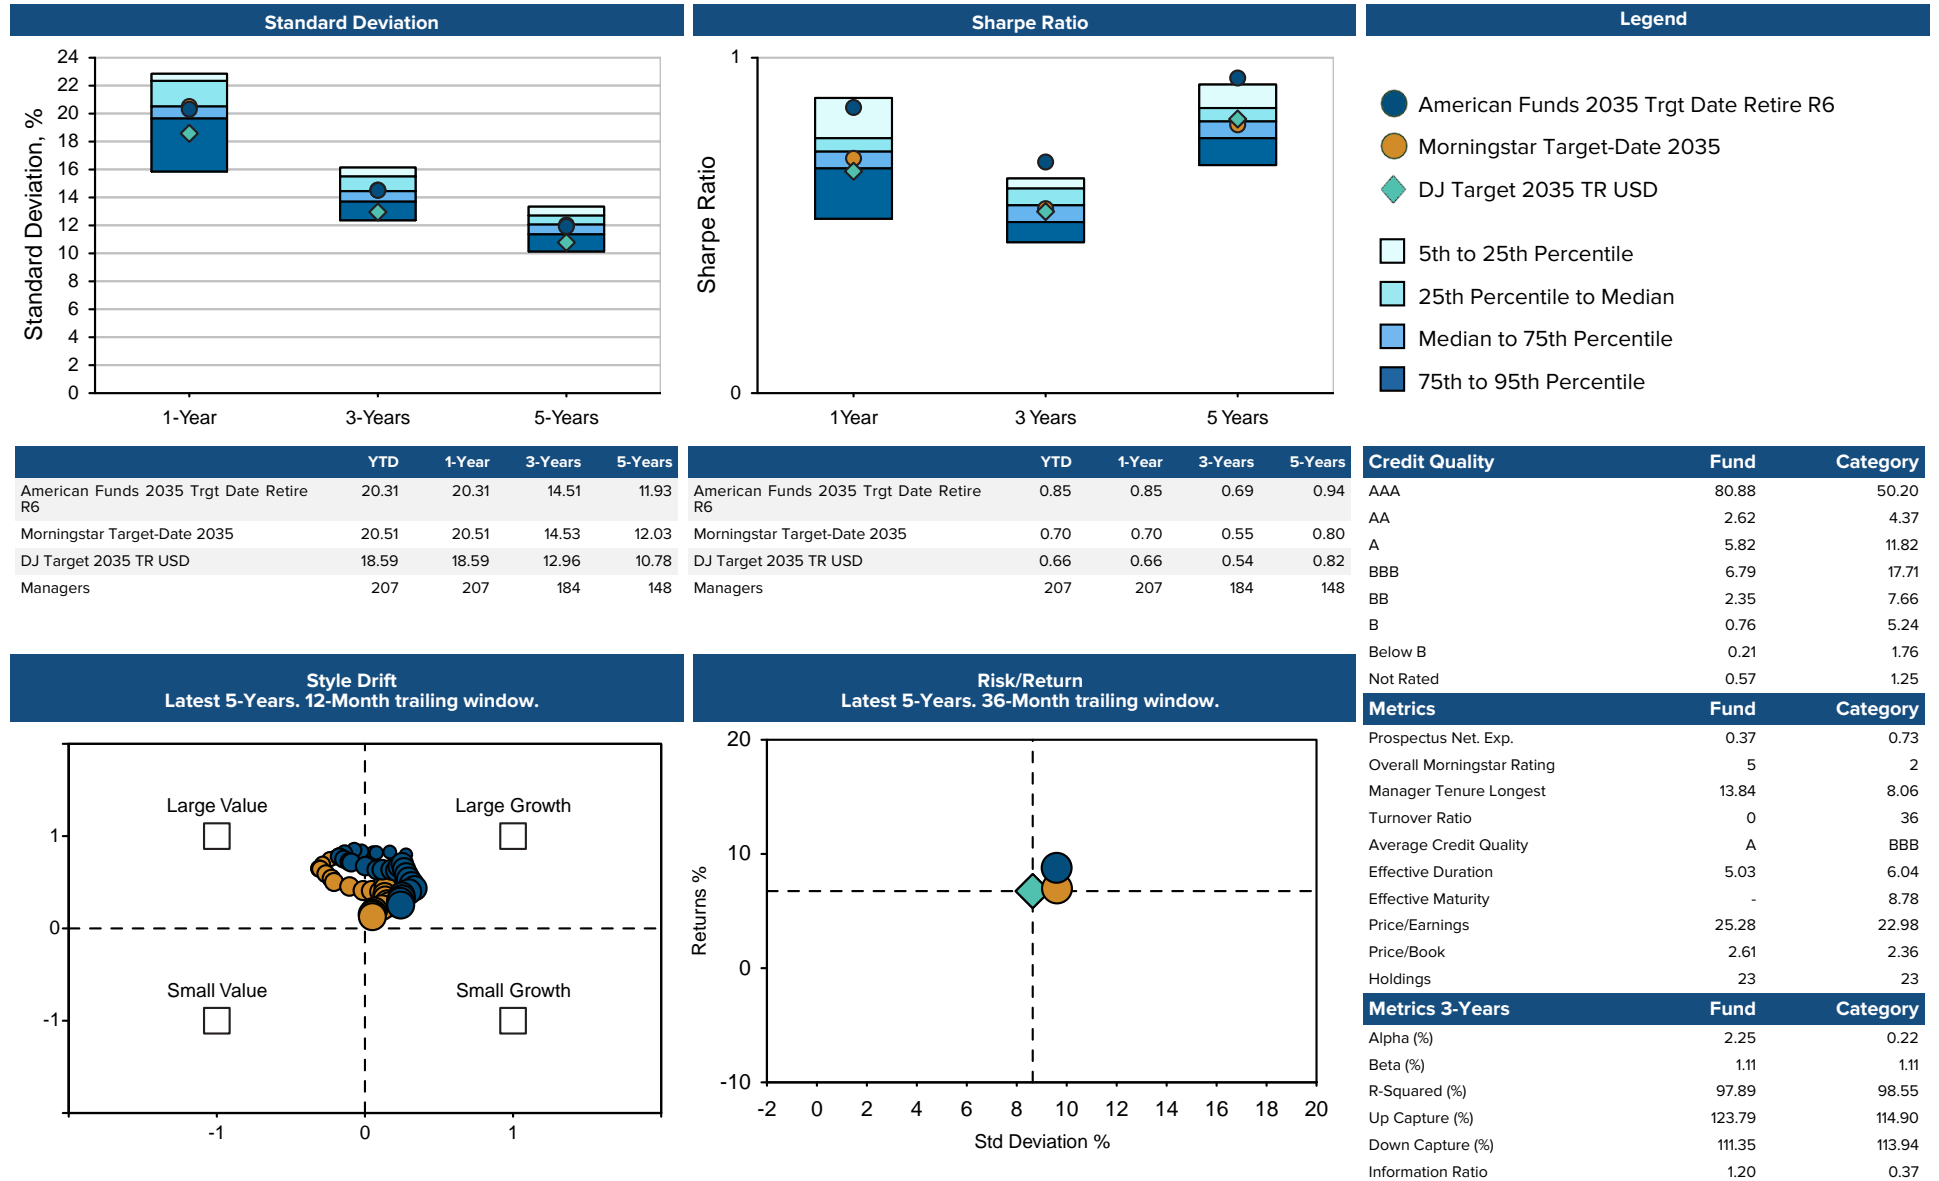 Standard Deviation
24
22
20
18
16
14
12
10
8
6
4
2
0
Standard Deviation, %
1-Year 3-Years 5-Years
Sharpe Ratio
1
0
Sharpe Ratio
1Year 3 Years 5 Years
Legend
American Funds 2035 Trgt Date Retire R6
Morningstar Target-Date 2035
DJ Target 2035 TR USD
5th to 25th Percentile
25th Percentile to Median
Median to 75th Percentile
75th to 95th Percentile
YTD 1-Year 3-Years 5-Years
American Funds 2035 Trgt Date Retire 20.31 20.31 14.51 11.93
R6
Morningstar Target-Date 2035 20.51 20.51 14.53 12.03
DJ Target 2035 TR USD 18.59 18.59 12.96 10.78
Managers 207 207 184 148
YTD 1-Year 3-Years 5-Years
American Funds 2035 Trgt Date Retire 0.85 0.85 0.69 0.94
R6
Morningstar Target-Date 2035 0.70 0.70 0.55 0.80
DJ Target 2035 TR USD 0.66 0.66 0.54 0.82
Managers 207 207 184 148
Credit Quality Fund Category
AAA 80.88 50.20
AA 2.62 4.37
A 5.82 11.82
BBB 6.79 17.71
BB 2.35 7.66
B 0.76 5.24
Below B 0.21 1.76
Not Rated 0.57 1.25
Metrics Fund Category
Prospectus Net. Exp. 0.37 0.73
Overall Morningstar Rating 5 2
Manager Tenure Longest 13.84 8.06
Turnover Ratio 0 36
Average Credit Quality A BBB
Effective Duration 5.03 6.04
Effective Maturity - 8.78
Price/Earnings 25.28 22.98
Price/Book 2.61 2.36
Holdings 23 23
Metrics 3-Years Fund Category
Alpha (%) 2.25 0.22
Beta (%) 1.11 1.11
R-Squared (%) 97.89 98.55
Up Capture (%) 123.79 114.90
Down Capture (%) 111.35 113.94
Information Ratio 1.20 0.37
Style Drift
Latest 5-Years. 12-Month trailing window.
Large Value Large Growth
1
0
Small Value Small Growth
-1
-1 0 1
Risk/Return
Latest 5-Years. 36-Month trailing window.
20
10
0
-10
Returns %
-2 0 2 4 6 8 10 12 14 16 18 20
Std Deviation %